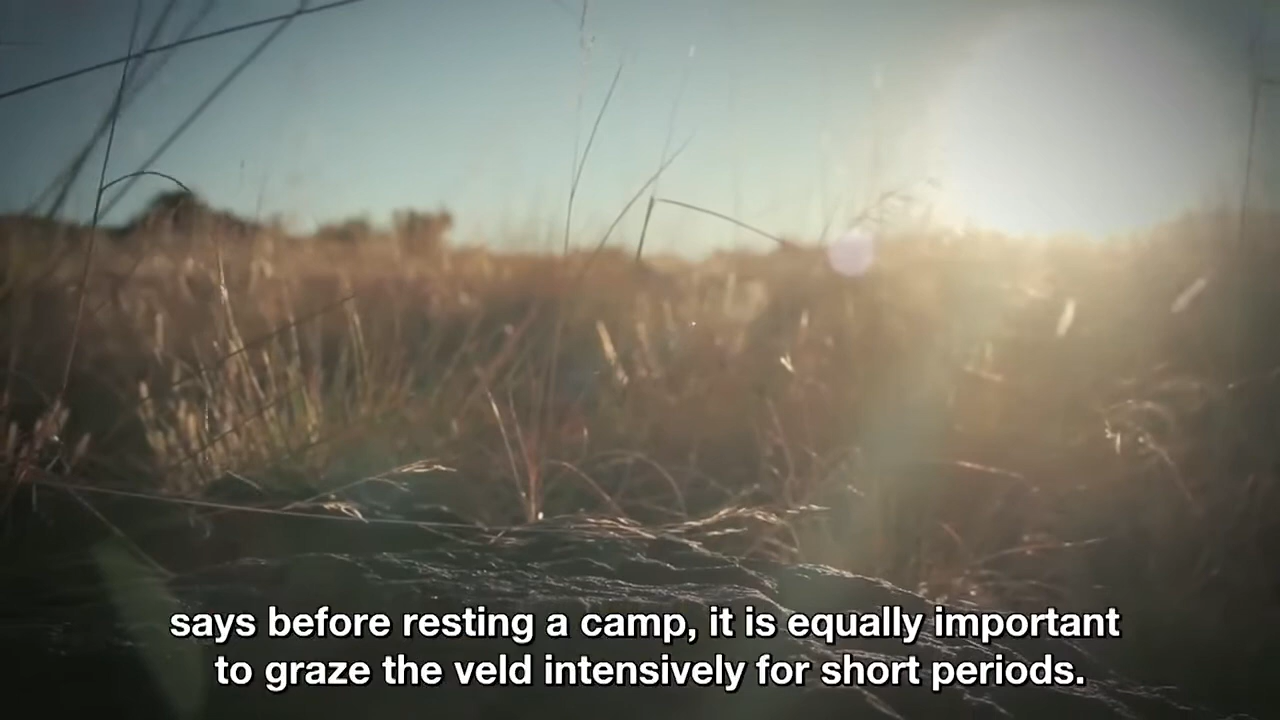 says before resting a camp, it is equally important
to graze the veld intensively for short periods.